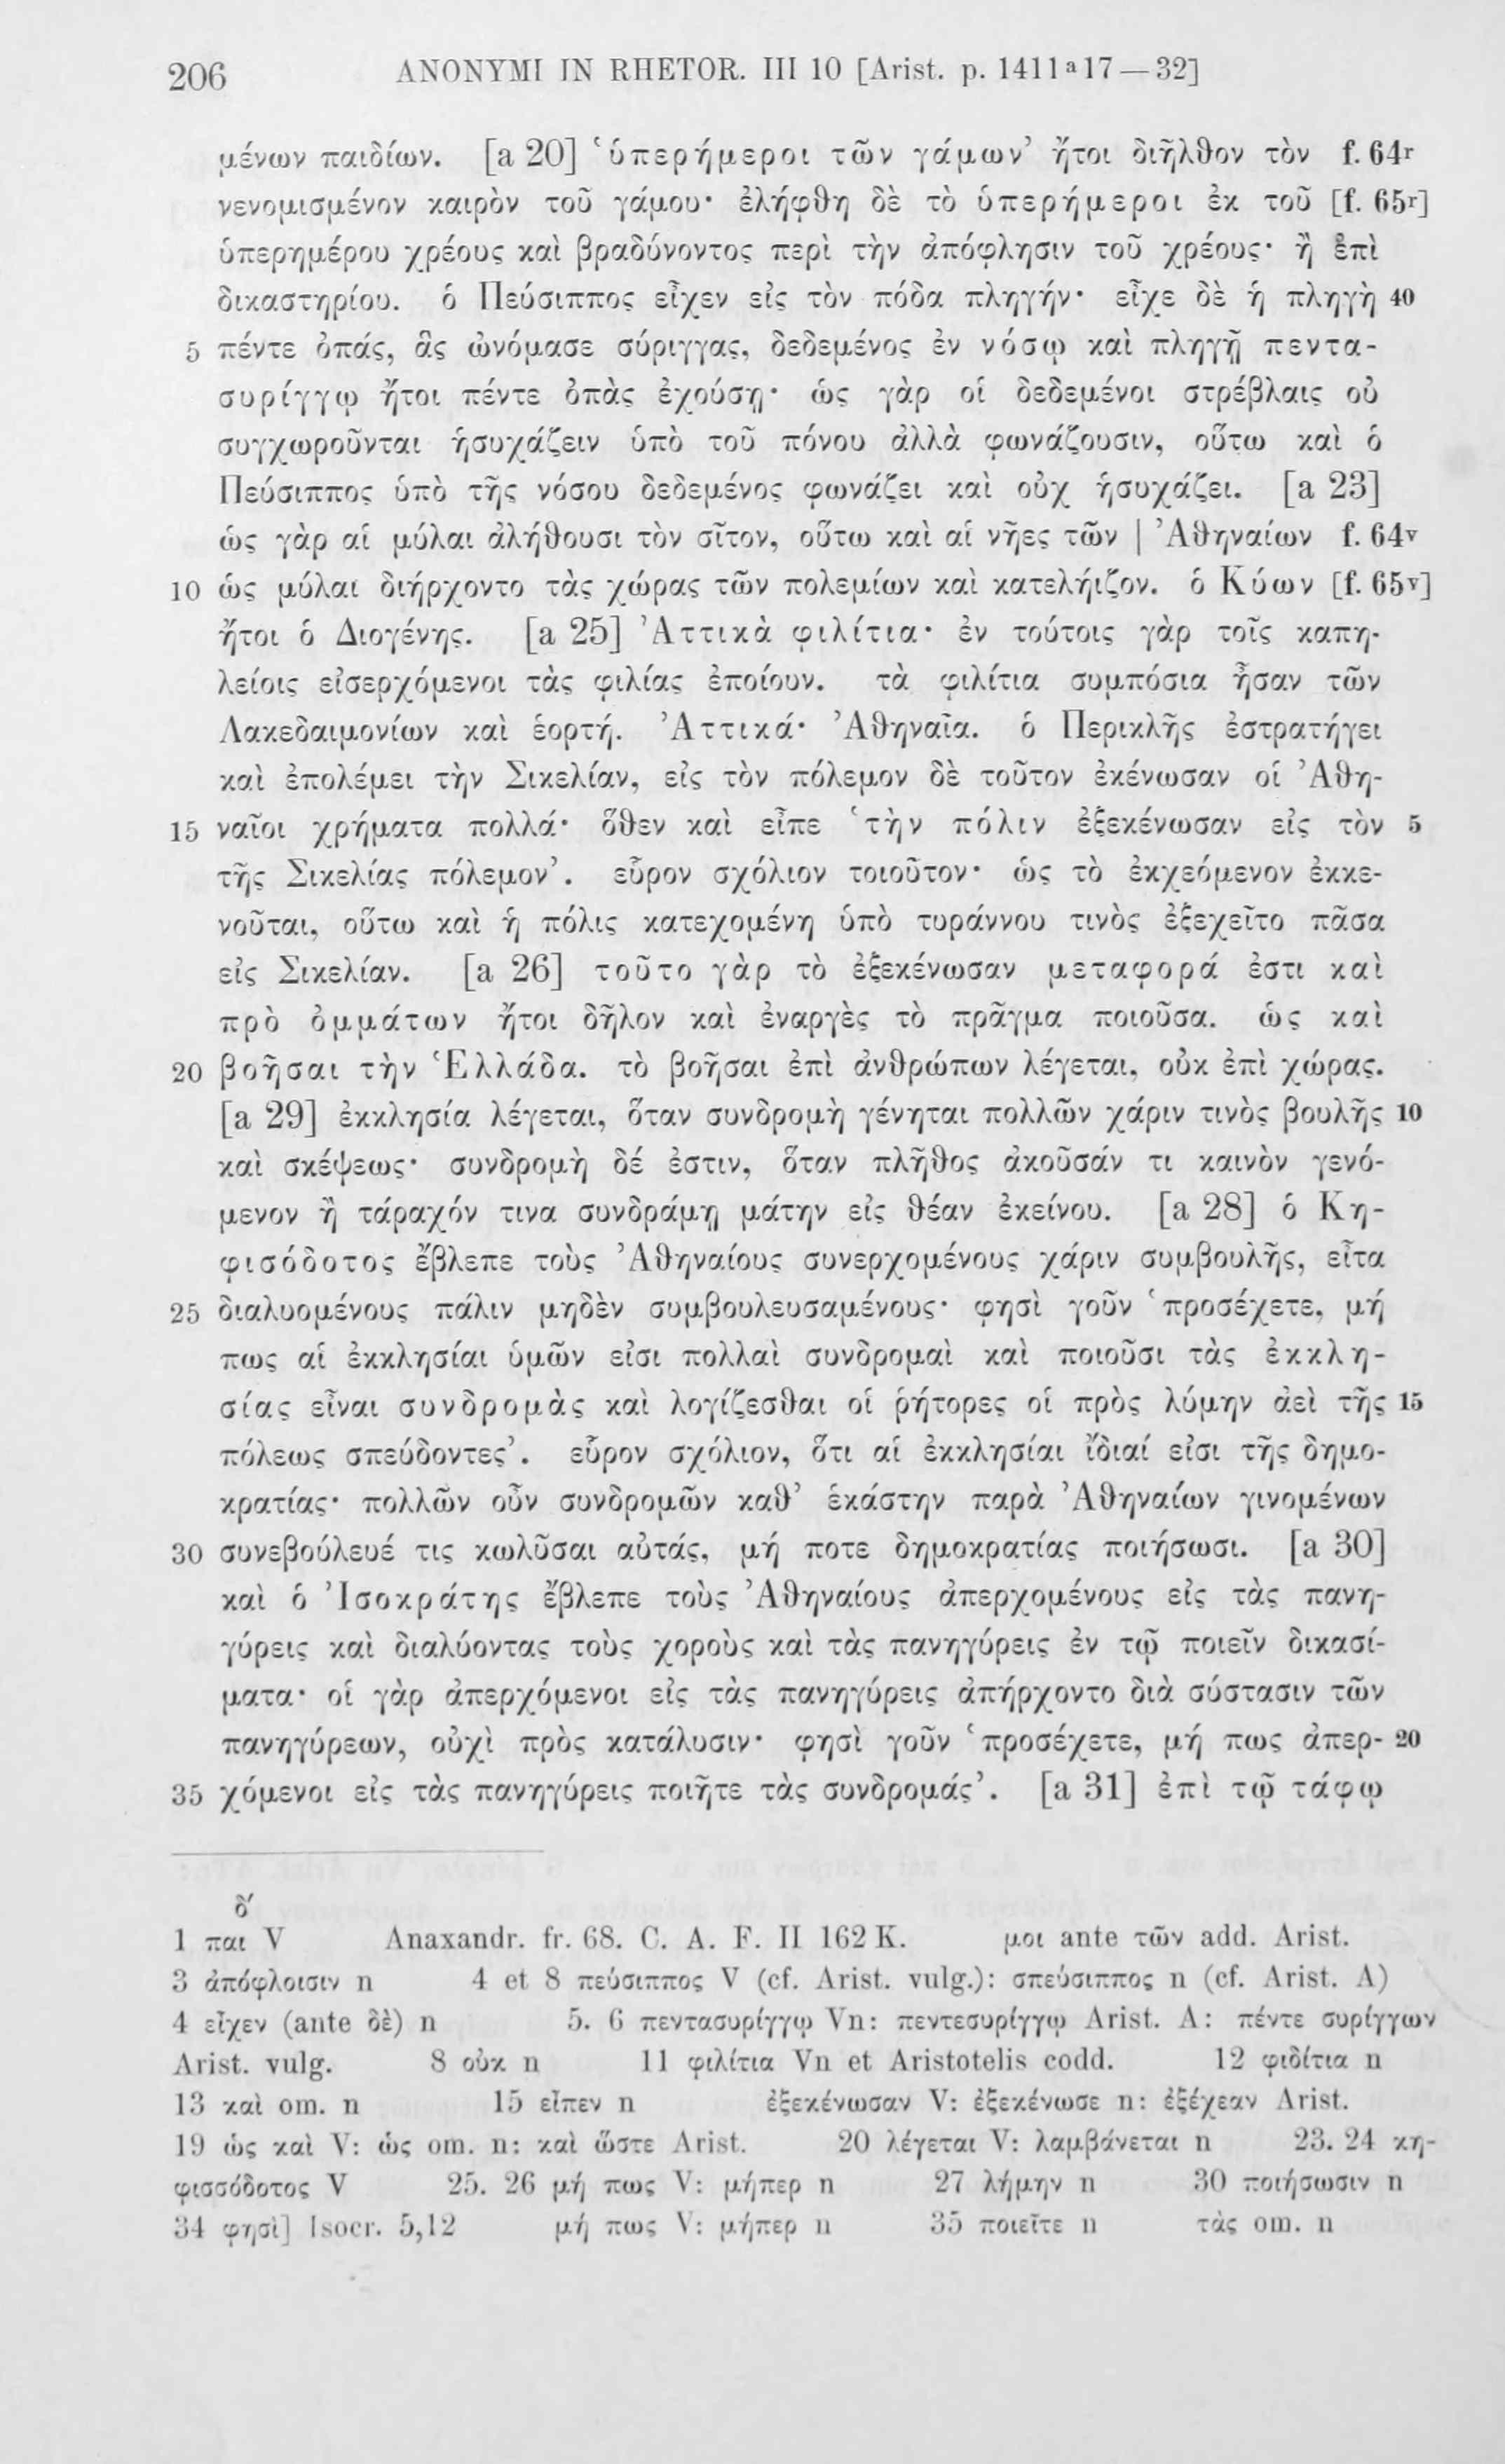 206 ANONYMI IN RHETOR. III 10 [Arist. p. 1411ᵃ17—32]
μένων παιδίων. [a 20] ‘ὑπερήμεροι τῶν γάμων’ ἤτοι διῆλθον τὸν f. 64ʳ
νενομισμένον καιρὸν τοῦ γάμου· ἐλήφθη δὲ τὸ ὑπερήμεροι ἐκ τοῦ [f. 65ʳ]
ὑπερημέρου χρέους καὶ βραδύνοντος περὶ τὴν ἀπόφλησιν τοῦ χρέους· ἢ ἐπὶ
δικαστηρίου. ὁ Πεύσιππος εἶχεν εἰς τὸν πόδα πληγήν· εἶχε δὲ ἡ πληγὴ 40
5 πέντε ὀπάς, ἃς ὠνόμασε σύριγγας, δεδεμένος ἐν νόσῳ καὶ πληγῇ πεντα-
συρίγγῳ ἤτοι πέντε ὀπὰς ἐχούσῃ· ὡς γὰρ οἱ δεδεμένοι στρέβλαις οὐ
συγχωροῦνται ἡσυχάζειν ὑπὸ τοῦ πόνου ἀλλὰ φωνάζουσιν, οὕτω καὶ ὁ
Πεύσιππος ὑπὸ τῆς νόσου δεδεμένος φωνάζει καὶ οὐχ ἡσυχάζει. [a 23]
ὡς γὰρ αἱ μύλαι ἀλήθουσι τὸν σῖτον, οὕτω καὶ αἱ νῆες τῶν | Ἀθηναίων f. 64ᵛ
10 ὡς μύλαι διήρχοντο τὰς χώρας τῶν πολεμίων καὶ κατελήιζον. ὁ Κύων [f. 65ᵛ]
ἤτοι ὁ Διογένης. [a 25] Ἀττικὰ φιλίτια· ἐν τούτοις γὰρ τοῖς καπη-
λείοις εἰσερχόμενοι τὰς φιλίας ἐποίουν. τὰ φιλίτια συμπόσια ἦσαν τῶν
Λακεδαιμονίων καὶ ἑορτή. Ἀττικά· Ἀθηναῖα. ὁ Περικλῆς ἐστρατήγει
καὶ ἐπολέμει τὴν Σικελίαν, εἰς τὸν πόλεμον δὲ τοῦτον ἐκένωσαν οἱ Ἀθη-
15 ναῖοι χρήματα πολλά· ὅθεν καὶ εἶπε ‘τὴν πόλιν ἐξεκένωσαν εἰς τὸν 5
τῆς Σικελίας πόλεμον’. εὗρον σχόλιον τοιοῦτον· ὡς τὸ ἐκχεόμενον ἐκκε-
νοῦται, οὕτω καὶ ἡ πόλις κατεχομένη ὑπὸ τυράννου τινὸς ἐξεχεῖτο πᾶσα
εἰς Σικελίαν. [a 26] τοῦτο γὰρ τὸ ἐξεκένωσαν μεταφορά ἐστι καὶ
πρὸ ὀμμάτων ἤτοι δῆλον καὶ ἐναργὲς τὸ πρᾶγμα ποιοῦσα. ὡς καὶ
20 βοῆσαι τὴν Ἑλλάδα. τὸ βοῆσαι ἐπὶ ἀνθρώπων λέγεται, οὐκ ἐπὶ χώρας.
[a 29] ἐκκλησία λέγεται, ὅταν συνδρομὴ γένηται πολλῶν χάριν τινὸς βουλῆς 10
καὶ σκέψεως· συνδρομὴ δέ ἐστιν, ὅταν πλῆθος ἀκοῦσάν τι καινὸν γενό-
μενον ἢ τάραχόν τινα συνδράμῃ μάτην εἰς θέαν ἐκείνου. [a 28] ὁ Κη-
φισόδοτος ἔβλεπε τοὺς Ἀθηναίους συνερχομένους χάριν συμβουλῆς, εἶτα
25 διαλυομένους πάλιν μηδὲν συμβουλευσαμένους· φησὶ γοῦν ‘προσέχετε, μή
πως αἱ ἐκκλησίαι ὑμῶν εἰσι πολλαὶ συνδρομαὶ καὶ ποιοῦσι τὰς ἐκκλη-
σίας εἶναι συνδρομὰς καὶ λογίζεσθαι οἱ ῥήτορες οἱ πρὸς λύμην ἀεὶ τῆς 15
πόλεως σπεύδοντες’. εὗρον σχόλιον, ὅτι αἱ ἐκκλησίαι ἴδιαί εἰσι τῆς δημο-
κρατίας· πολλῶν οὖν συνδρομῶν καθ’ ἑκάστην παρὰ Ἀθηναίων γινομένων
30 συνεβούλευέ τις κωλῦσαι αὐτάς, μή ποτε δημοκρατίας ποιήσωσι. [a 30]
καὶ ὁ Ἰσοκράτης ἔβλεπε τοὺς Ἀθηναίους ἀπερχομένους εἰς τὰς πανη-
γύρεις καὶ διαλύοντας τοὺς χοροὺς καὶ τὰς πανηγύρεις ἐν τῷ ποιεῖν δικασί-
ματα· οἱ γὰρ ἀπερχόμενοι εἰς τὰς πανηγύρεις ἀπήρχοντο διὰ σύστασιν τῶν
πανηγύρεων, οὐχὶ πρὸς κατάλυσιν· φησὶ γοῦν ‘προσέχετε, μή πως ἀπερ- 20
35 χόμενοι εἰς τὰς πανηγύρεις ποιῆτε τὰς συνδρομάς’. [a 31] ἐπὶ τῷ τάφῳ
δ́
1 παι V Anaxandr. fr. 68. C. A. F. II 162 K. μοι ante τῶν add. Arist.
3 ἀπόφλοισιν n 4 et 8 πεύσιππος V (cf. Arist. vulg.): σπεύσιππος n (cf. Arist. A)
4 εἶχεν (ante δὲ) n 5. 6 πεντασυρίγγῳ Vn: πεντεσυρίγγῳ Arist. A: πέντε συρίγγων
Arist. vulg. 8 οὐκ n 11 φιλίτια Vn et Aristotelis codd. 12 φιδίτια n
13 καὶ om. n 15 εἶπεν n ἐξεκένωσαν V: ἐξεκένωσε n: ἐξέχεαν Arist.
19 ὡς καὶ V: ὡς om. n: καὶ ὥστε Arist. 20 λέγεται V: λαμβάνεται n 23. 24 κη-
φισσόδοτος V 25. 26 μή πως V: μήπερ n 27 λήμην n 30 ποιήσωσιν n
34 φησὶ] Isocr. 5,12 μή πως V: μήπερ n 35 ποιεῖτε n τὰς om. n